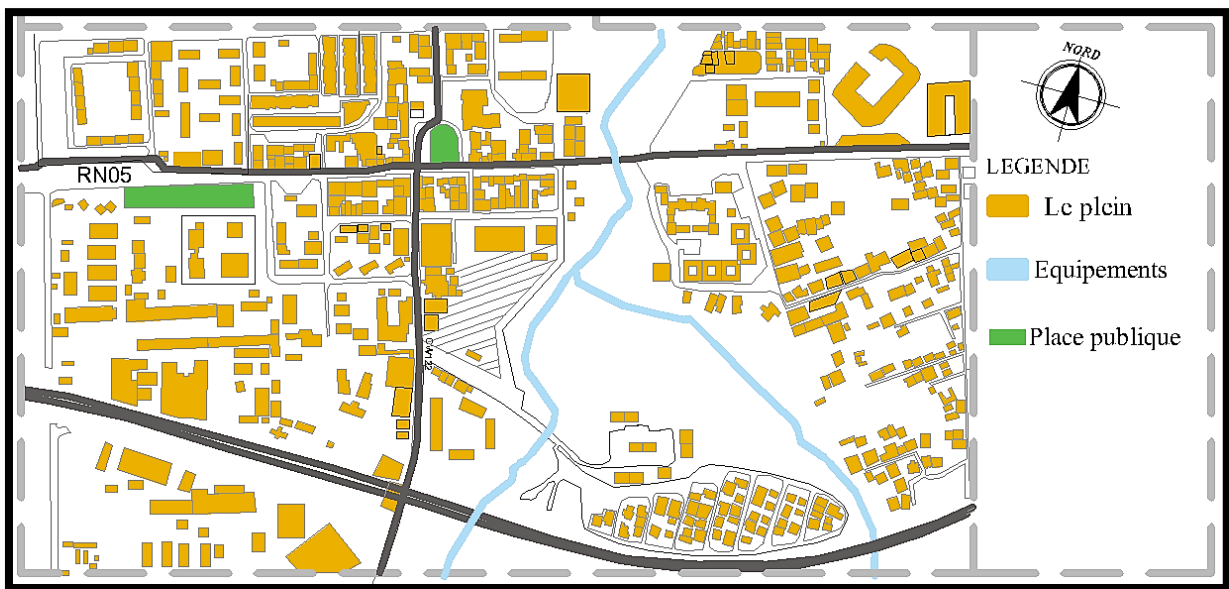 NORD
LEGENDE
RN05
Le plein
Equipements
Place publique